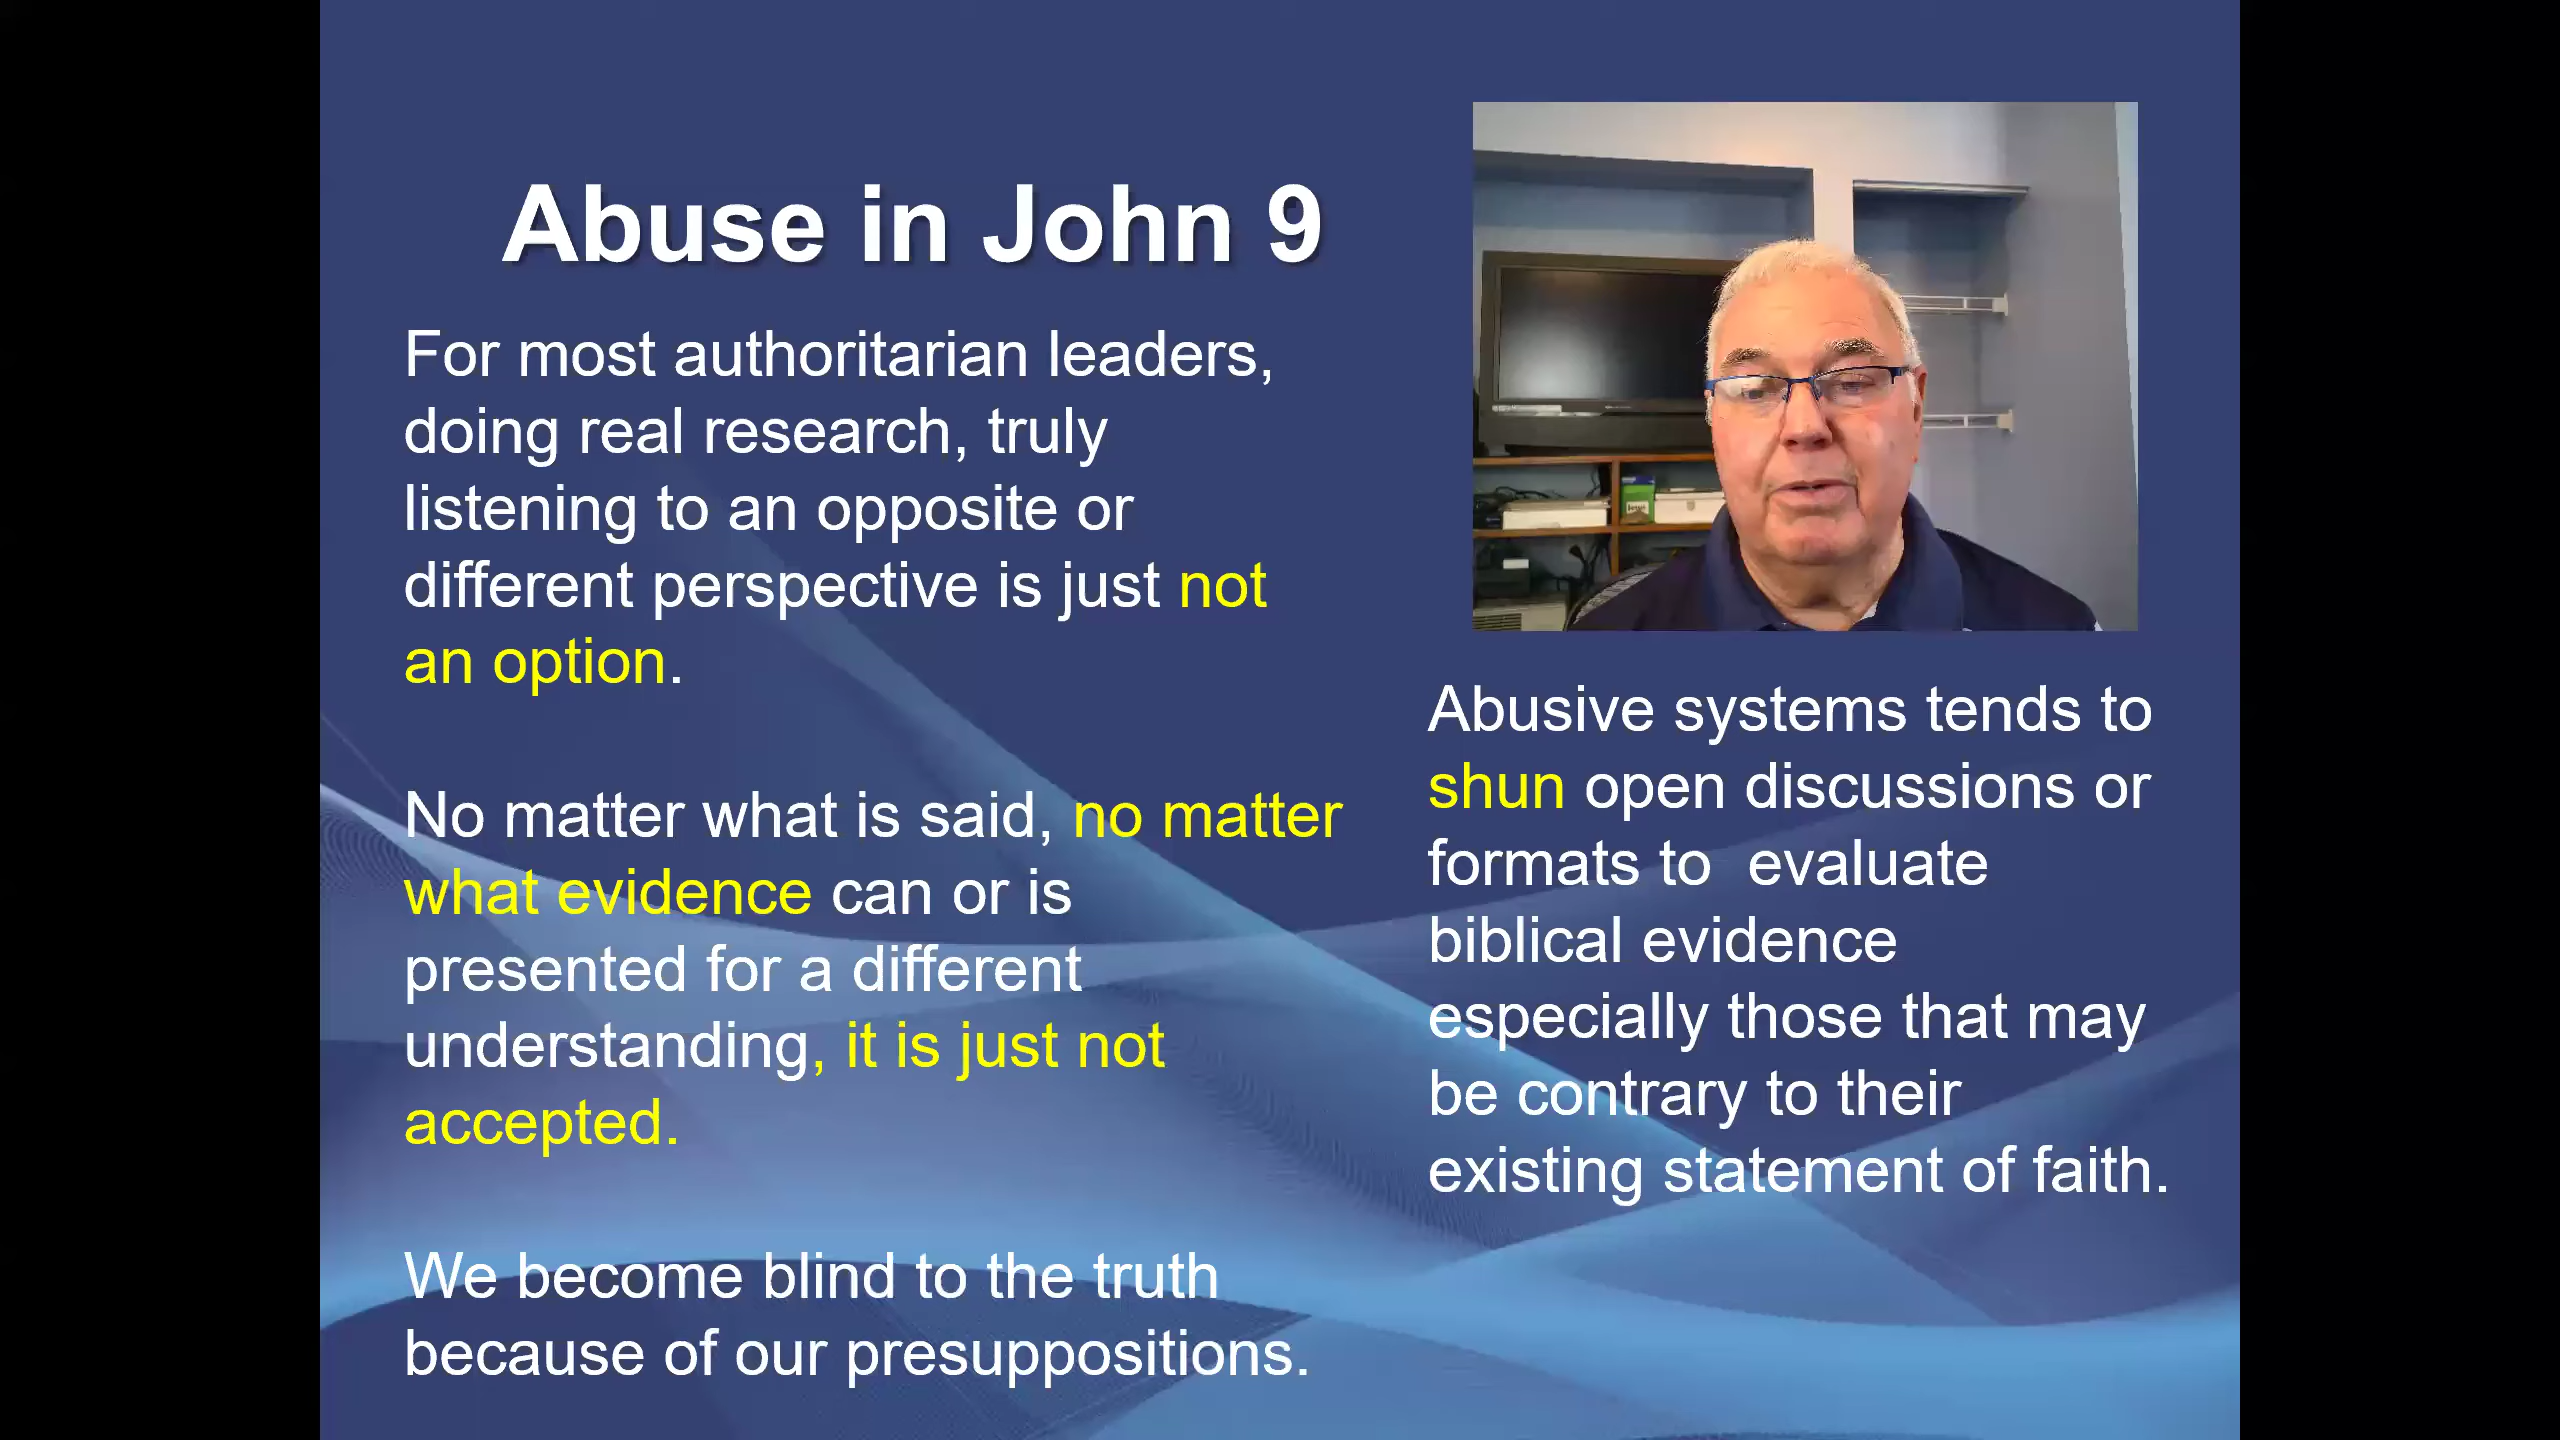 Abuse in John 9
For most authoritarian leaders,
doing real research, truly
listening to an opposite or
different perspective is just not
an option.
No matter what is said, no matter
what evidence can or is
presented for a different
understanding, it is just not
accepted.
We become blind to the truth
because of our presuppositions.
Abusive systems tends to
shun open discussions or
formats to  evaluate
biblical evidence
especially those that may
be contrary to their
existing statement of faith.